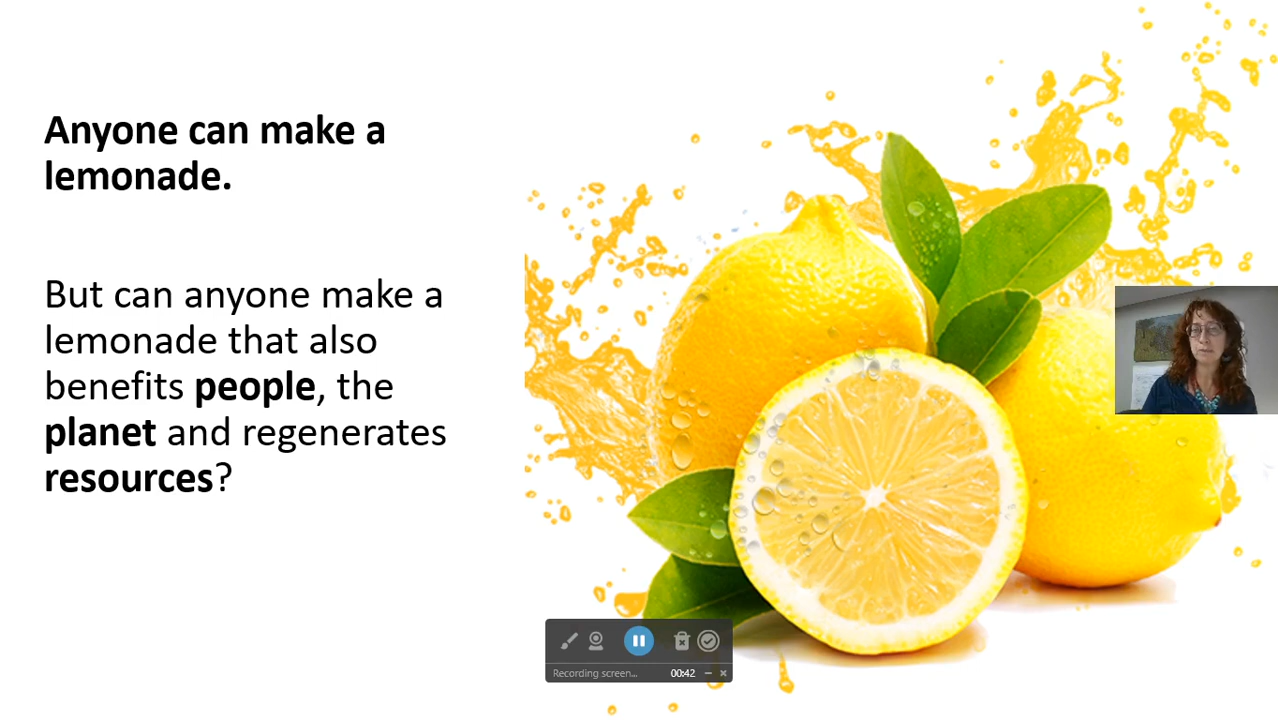 Anyone can make a
lemonade.
But can anyone make a
lemonade that also
benefits people, the
planet and regenerates
resources?
Recording screen... 00:42